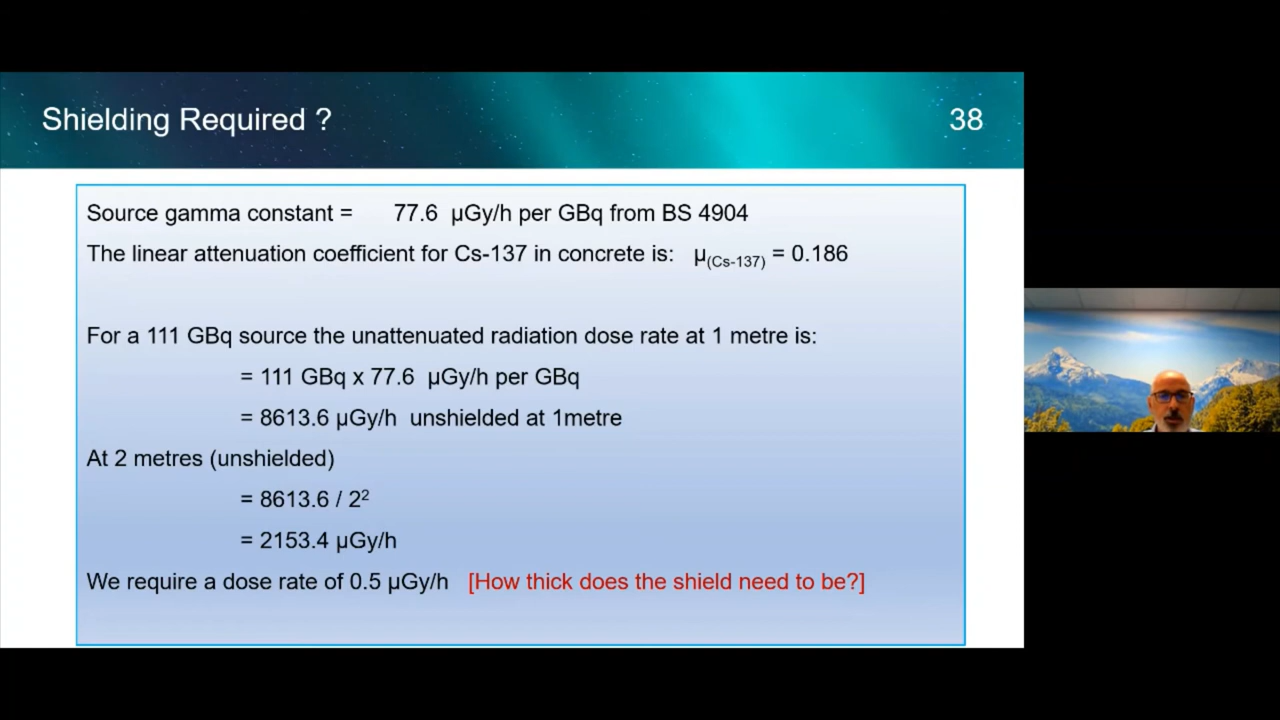 Shielding Required ?
38
Source gamma constant = 77.6 µGy/h per GBq from BS 4904
The linear attenuation coefficient for Cs-137 in concrete is: µ(Cs-137) = 0.186
For a 111 GBq source the unattenuated radiation dose rate at 1 metre is:
= 111 GBq x 77.6 µGy/h per GBq
= 8613.6 µGy/h unshielded at 1metre
At 2 metres (unshielded)
= 8613.6 / 2²
= 2153.4 µGy/h
We require a dose rate of 0.5 µGy/h [How thick does the shield need to be?]